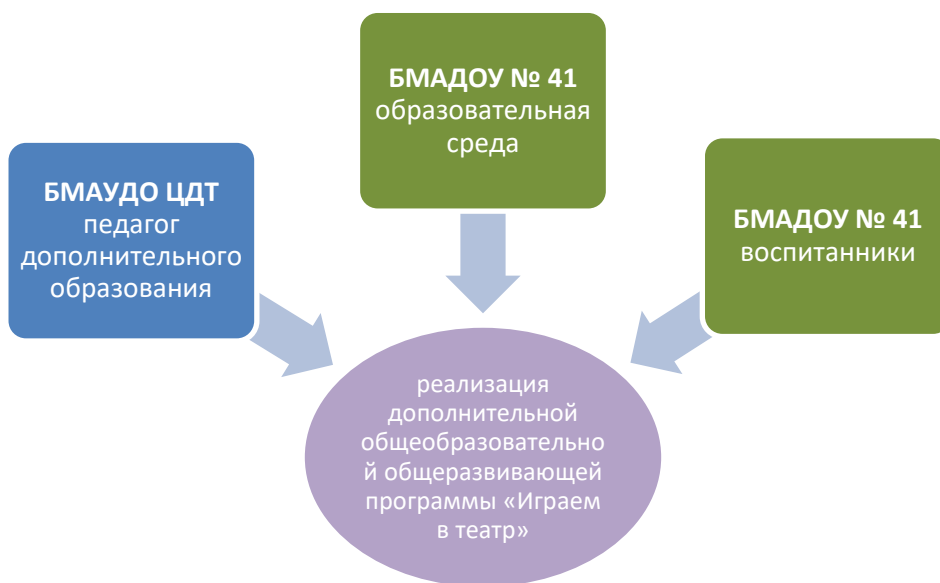 БМАДОУ № 41
образовательная
среда
БМАУДО ЦДТ
педагог
дополнительного
образования
БМАДОУ № 41
воспитанники
реализация
дополнительной
общеобразовательно
й общеразвивающей
программы «Играем
в театр»